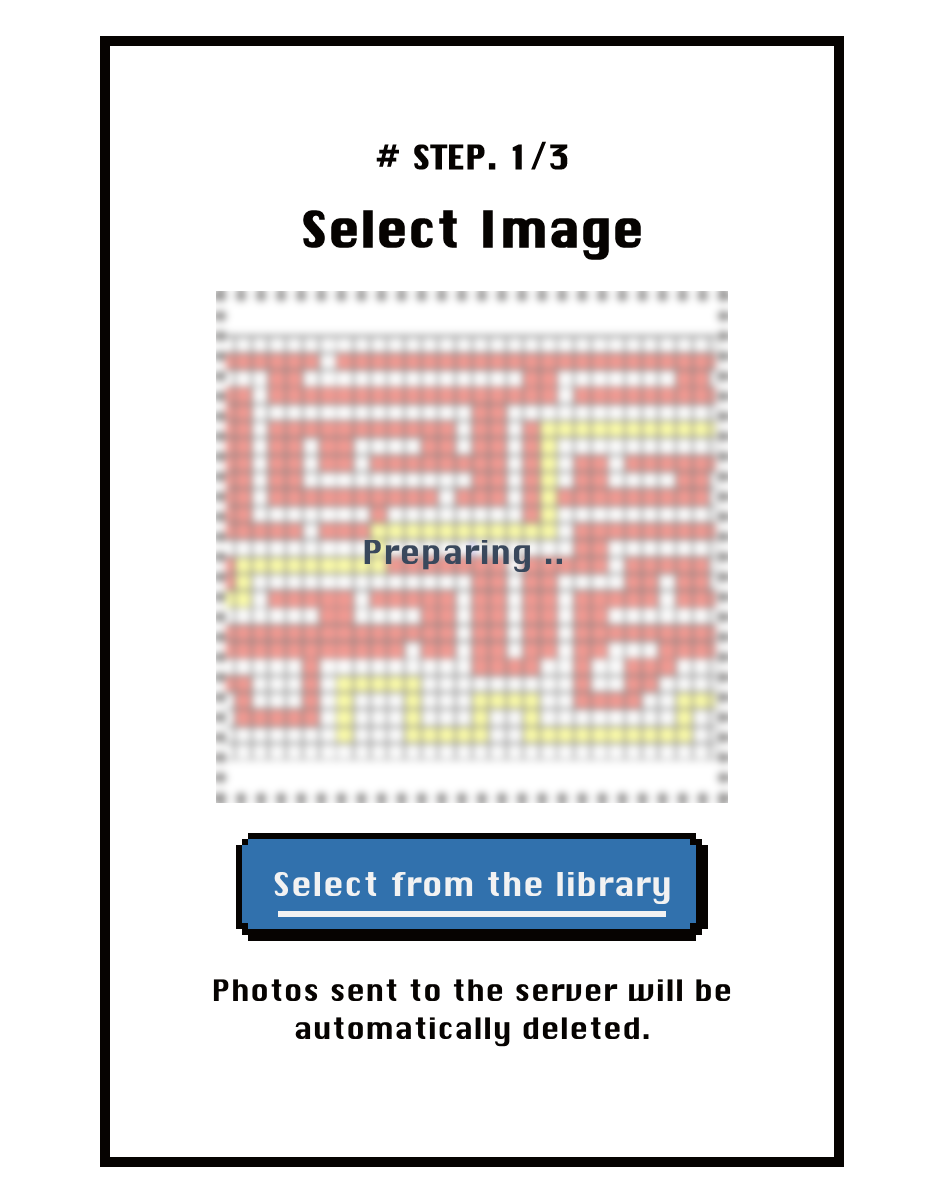 # STEP. 1/3
Select Image
Preparing ..
Select from the library
Photos sent to the server will be
automatically deleted.